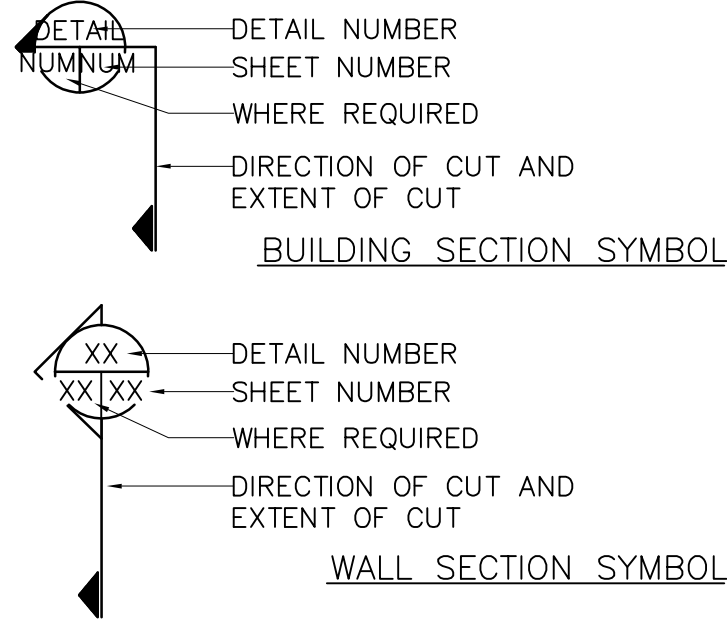 DETAIL
DETAIL NUMBER
NUM NUM
SHEET NUMBER
WHERE REQUIRED
DIRECTION OF CUT AND
EXTENT OF CUT
BUILDING SECTION SYMBOL
XX
DETAIL NUMBER
XX XX
SHEET NUMBER
WHERE REQUIRED
DIRECTION OF CUT AND
EXTENT OF CUT
WALL SECTION SYMBOL